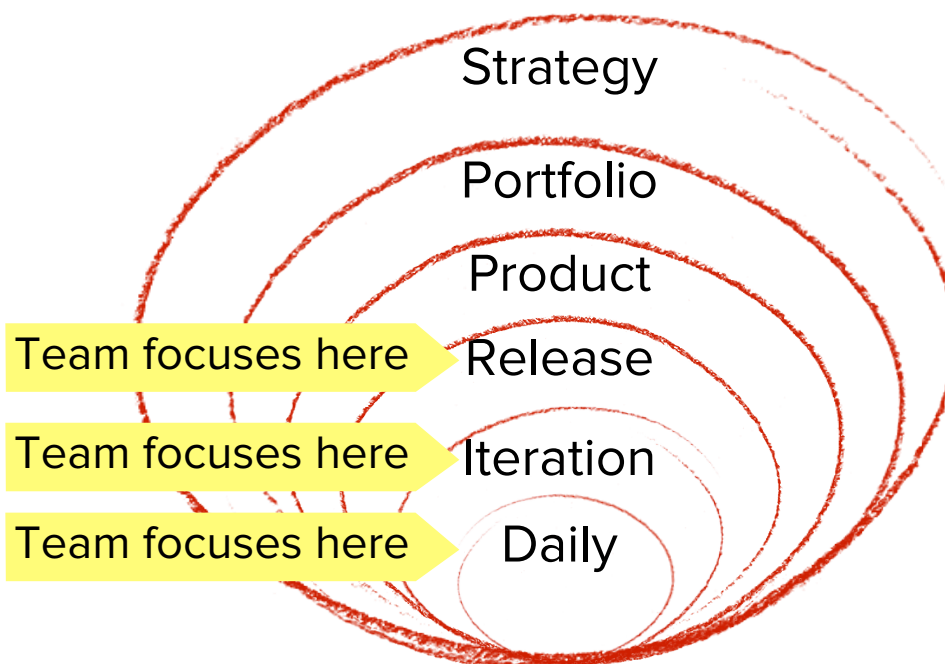 Strategy
Portfolio
Product
Team focuses here
Release
Team focuses here
Iteration
Team focuses here
Daily